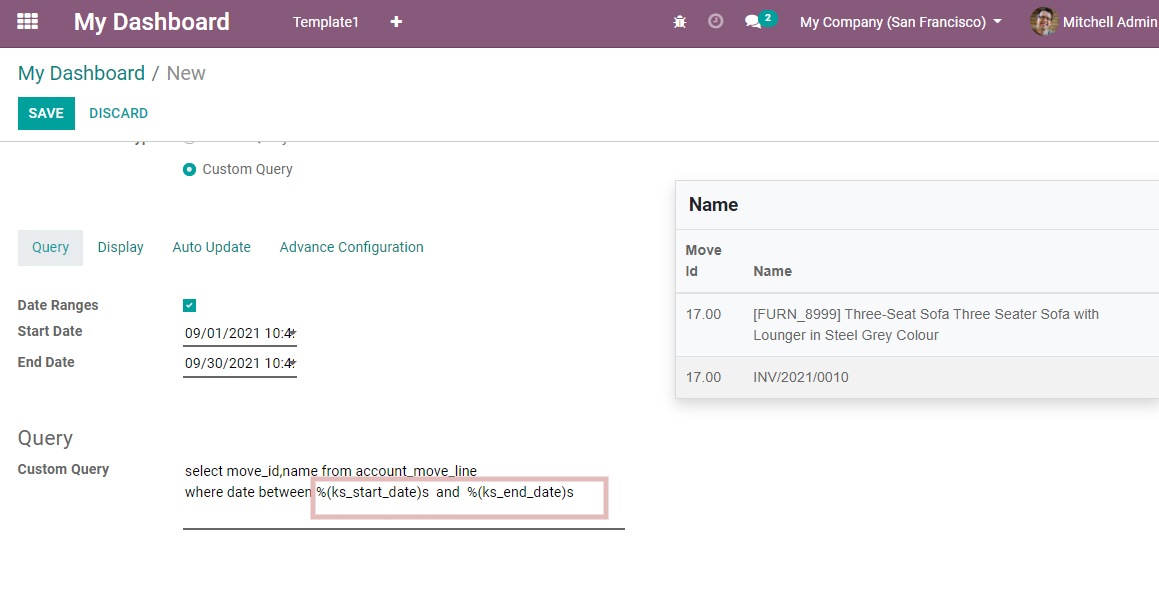 My Dashboard Template1 + 2 My Company (San Francisco) Mitchell Admin
My Dashboard / New
SAVE DISCARD
Custom Query
Query Display Auto Update Advance Configuration
Date Ranges
Start Date 09/01/2021 10:4
End Date 09/30/2021 10:4
Query
Custom Query select move_id,name from account_move_line
where date between %(ks_start_date)s and %(ks_end_date)s
Name
Move
Id Name
17.00 [FURN_8999] Three-Seat Sofa Three Seater Sofa with
Lounger in Steel Grey Colour
17.00 INV/2021/0010